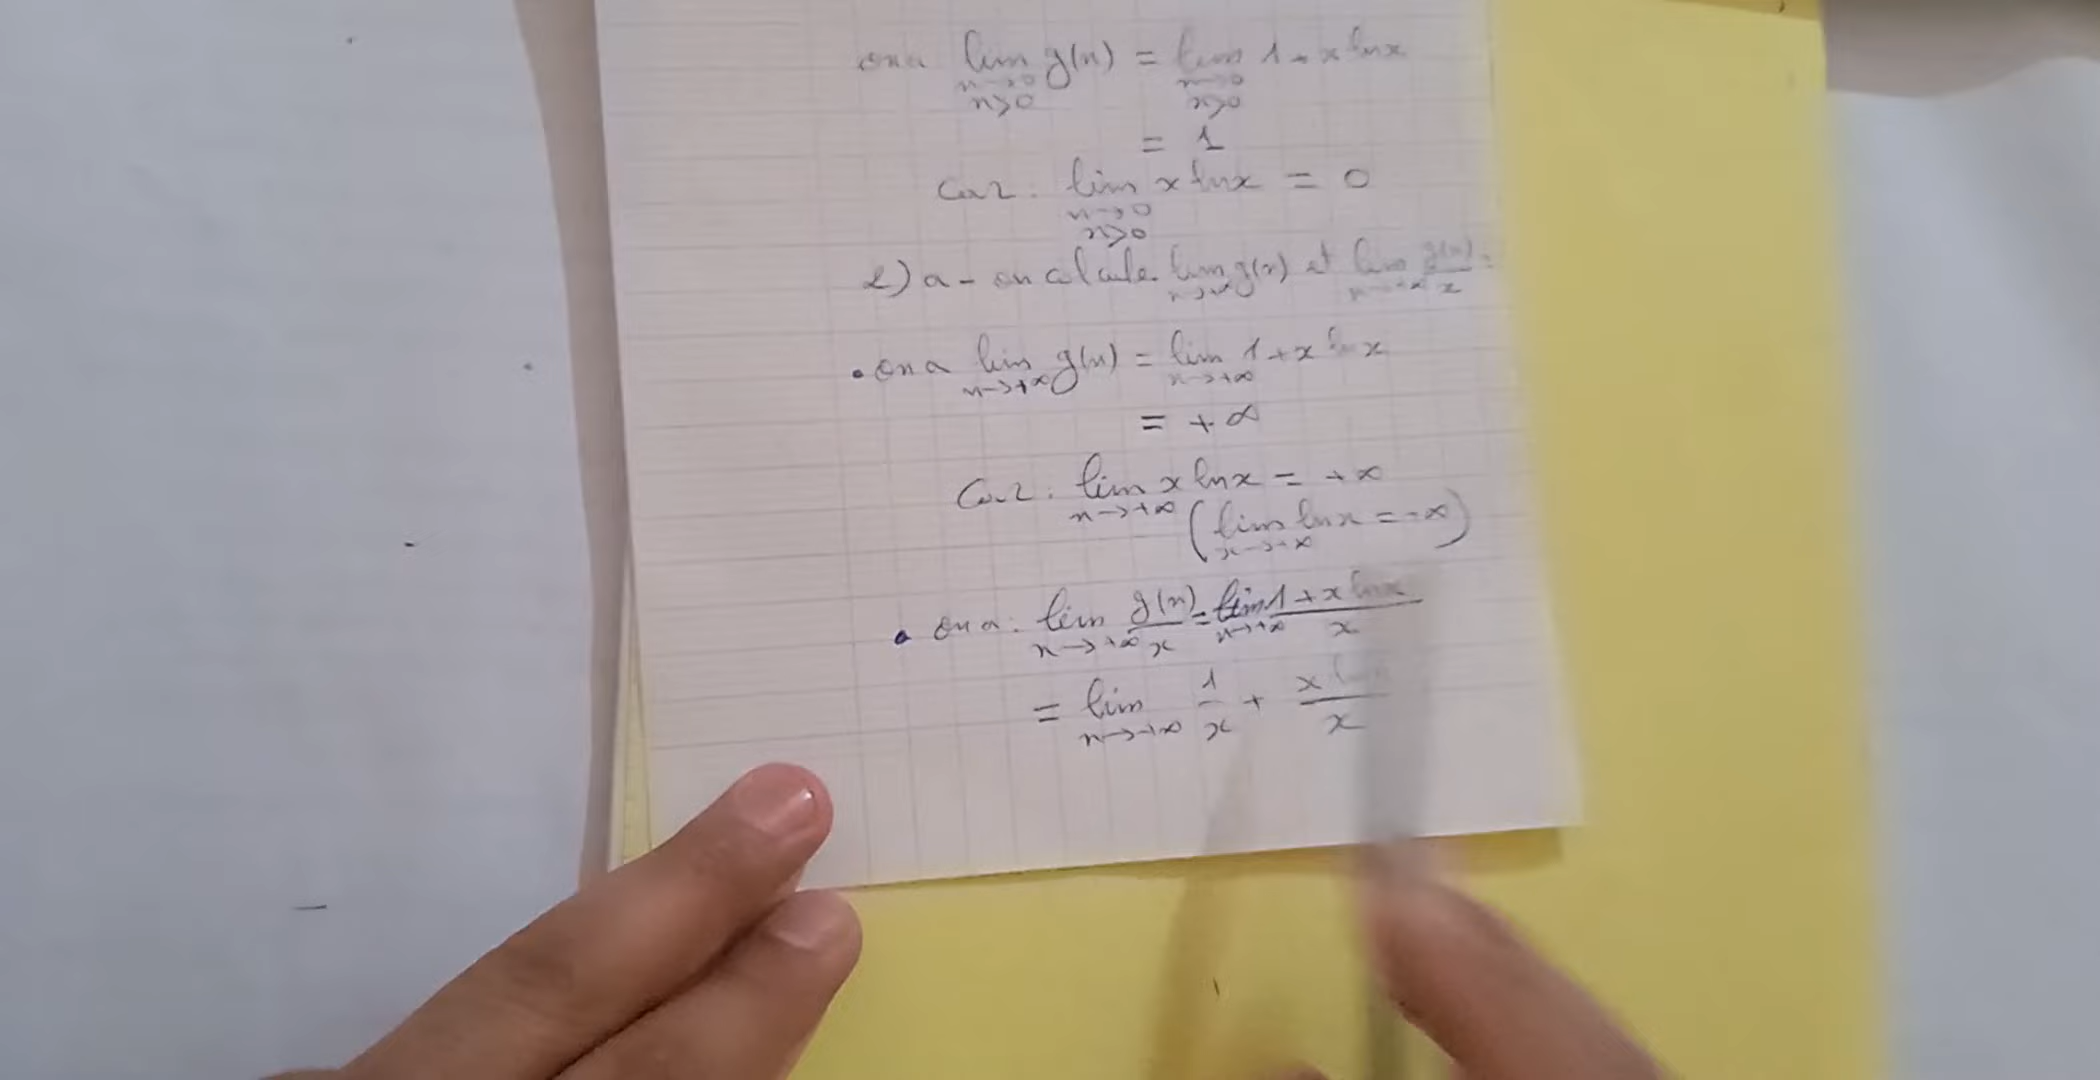 on a lim g(x) = lim 1 + x ln x
x→0 x→0
x>0 x>0
= 1
Car : lim x ln x = 0
x→0
x>0
2) a - on calcule lim g(x) et lim g(x)/x :
x→+∞ x→+∞
• on a lim g(x) = lim 1 + x ln x
x→+∞ x→+∞
= +∞
Car : lim x ln x = +∞
x→+∞
(lim ln x = +∞)
x→+∞
• on a : lim g(x)/x = lim (1 + x ln x)/x
x→+∞ x→+∞
= lim 1/x + x /x
x→+∞